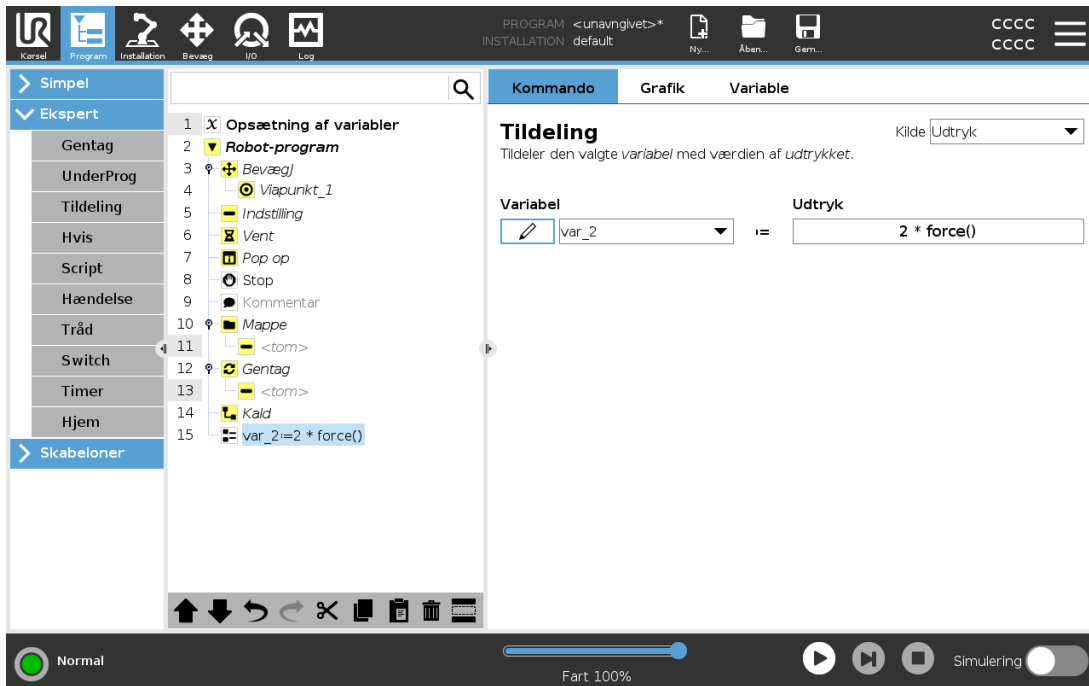 PROGRAM <unavngivet>*
INSTALLATION default
CCCC
CCCC
UR
Kørsel
Program
Installation
Bevæg
I/O
Log
Ny...
Åben...
Gem...
Simpel
Ekspert
Gentag
UnderProg
Tildeling
Hvis
Script
Hændelse
Tråd
Switch
Timer
Hjem
Skabeloner
1 X Opsætning af variabler
2 Robot-program
3 BevægJ
4 Viapunkt_1
5 Indstilling
6 Vent
7 Pop op
8 Stop
9 Kommentar
10 Mappe
11 <tom>
12 Gentag
13 <tom>
14 Kald
15 var_2:=2 * force()
Kommando Grafik Variable
Tildeling
Kilde Udtryk
Tildeler den valgte variabel med værdien af udtrykket.
Variabel Udtryk
var_2 := 2 * force()
Normal
Fart 100%
Simulering